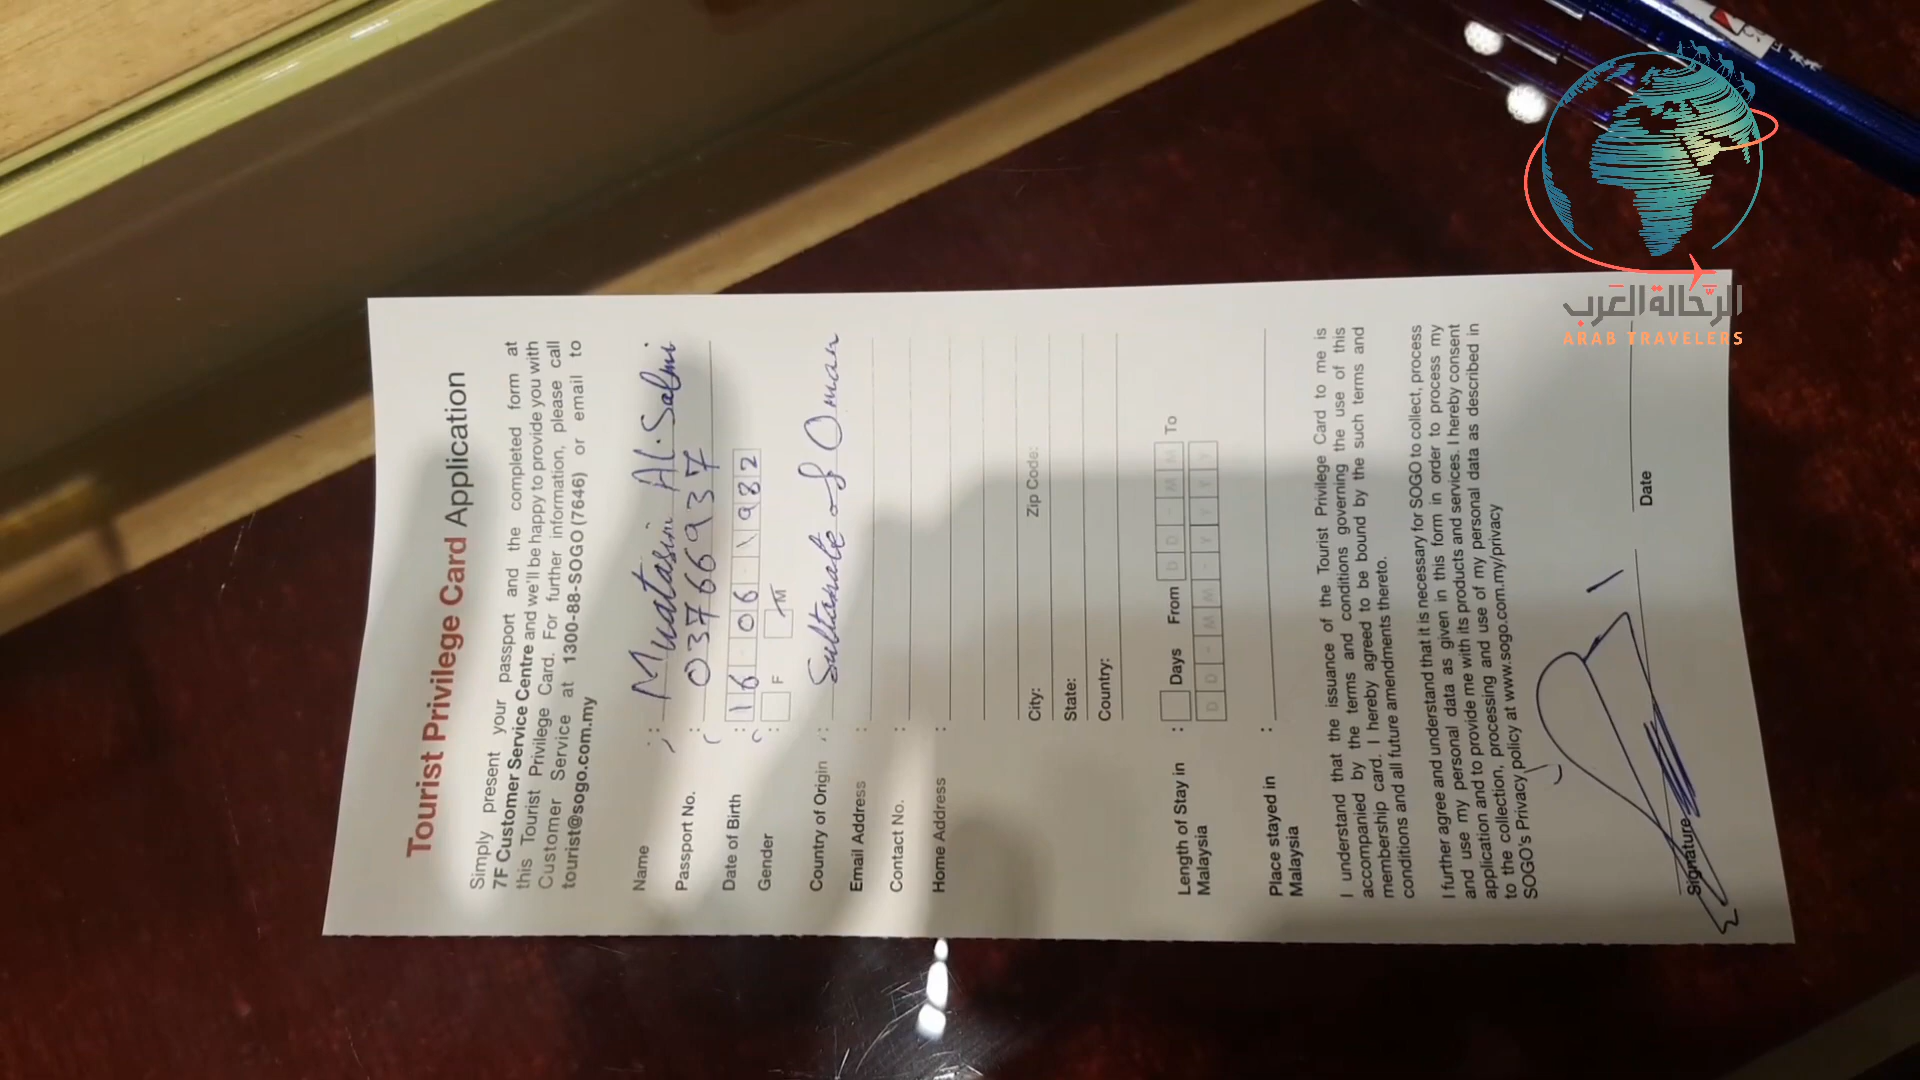 Tourist Privilege Card Application
Simply present your passport and the completed form at
7F Customer Service Centre and we'll be happy to provide you with
this Tourist Privilege Card. For further information, please call
Customer Service at 1300-88-SOGO (7646) or email to
tourist@sogo.com.my
Name : Muatasim Al-Salmi
Passport No. : 03766937
Date of Birth : 16-06-1982
Gender : F M
Country of Origin : Sultanate of Oman
Email Address :
Contact No. :
Home Address :
City: Zip Code:
State:
Country:
Length of Stay in Malaysia : Days From DD-MM-YYYY To
DD-MM-YYYY
Place stayed in Malaysia :
I understand that the issuance of the Tourist Privilege Card to me is
accompanied by the terms and conditions governing the use of this
membership card. I hereby agreed to be bound by the such terms and
conditions and all future amendments thereto.
I further agree and understand that it is necessary for SOGO to collect, process
and use my personal data as given in this form in order to process my
application and to provide me with its products and services. I hereby consent
to the collection, processing and use of my personal data as described in
SOGO's Privacy policy at www.sogo.com.my/privacy
Signature Date
الرحالة العرب
ARAB TRAVELERS